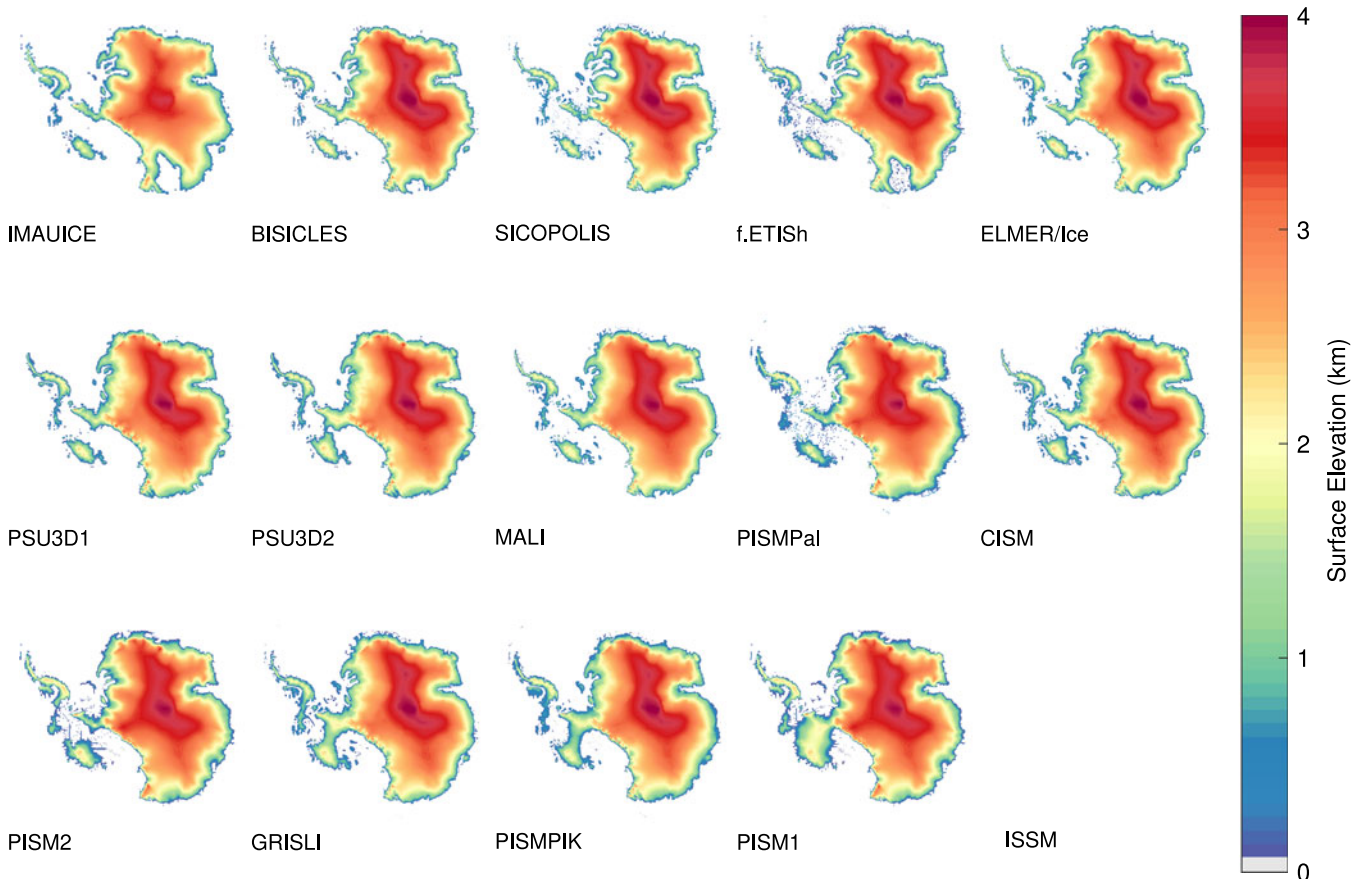 IMAUICE BISICLES SICOPOLIS f.ETISh ELMER/Ice
PSU3D1 PSU3D2 MALI PISMPal CISM
PISM2 GRISLI PISMPIK PISM1 ISSM
4
3
2
1
0
Surface Elevation (km)